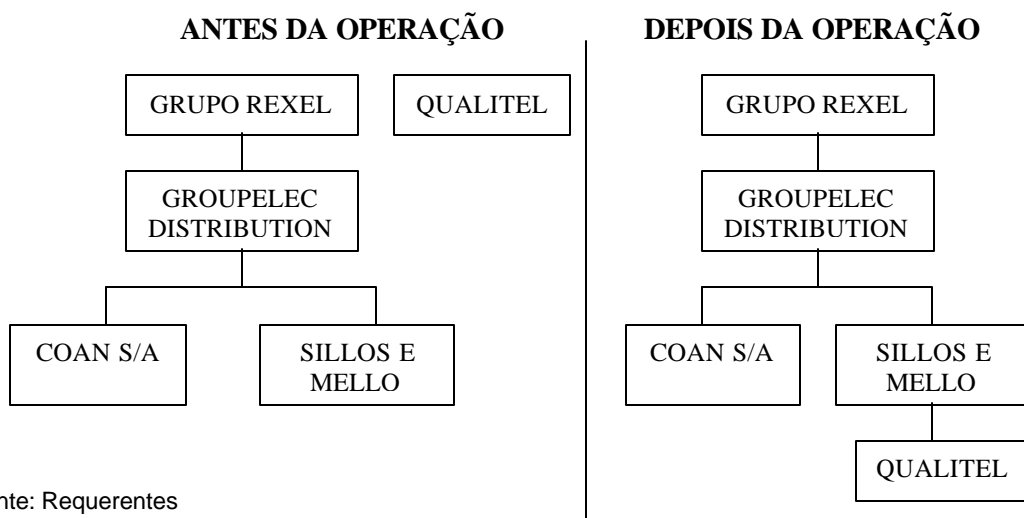 ANTES DA OPERAÇÃO
GRUPO REXEL
QUALITEL
GROUPELEC
DISTRIBUTION
COAN S/A
SILLOS E
MELLO
DEPOIS DA OPERAÇÃO
GRUPO REXEL
GROUPELEC
DISTRIBUTION
COAN S/A
SILLOS E
MELLO
QUALITEL
nte: Requerentes